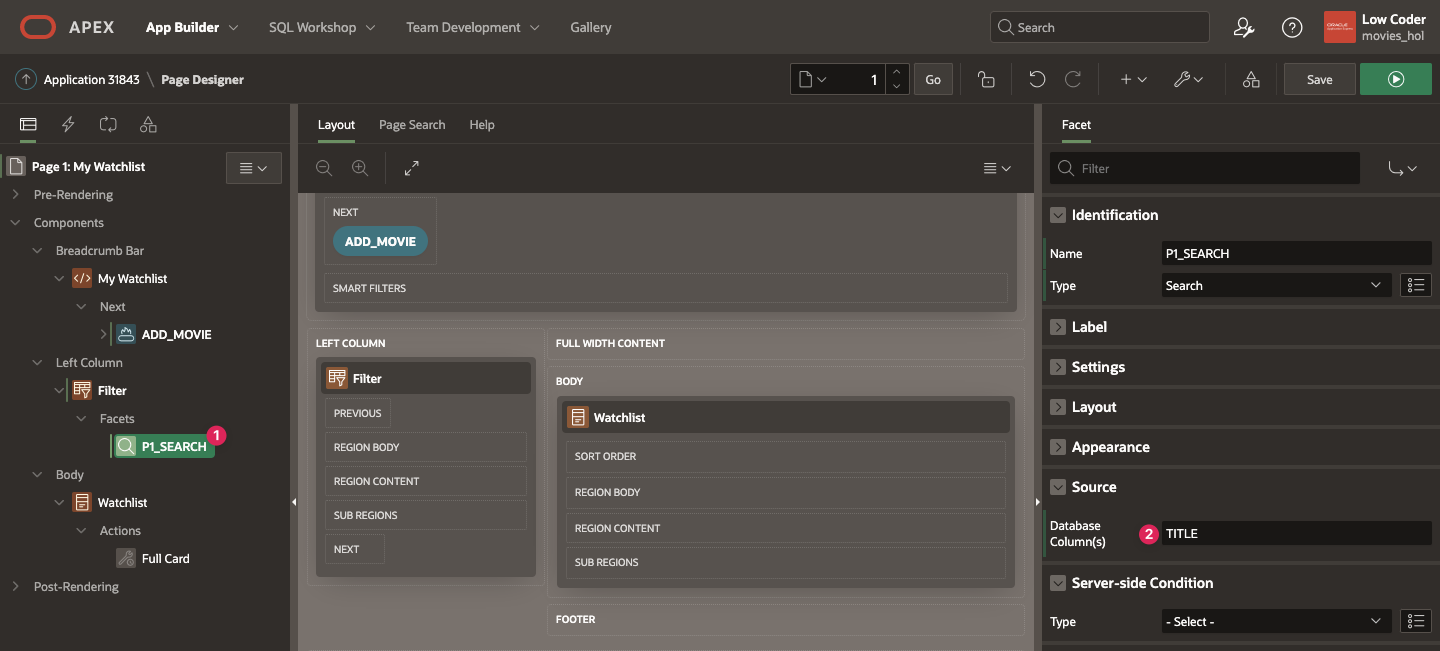 APEX
App Builder
SQL Workshop
Team Development
Gallery
Search
Low Coder
movies_hol
Application 31843 \ Page Designer
1
Go
Save
Page 1: My Watchlist
Pre-Rendering
Components
Breadcrumb Bar
My Watchlist
Next
ADD_MOVIE
Left Column
Filter
Facets
P1_SEARCH
1
Body
Watchlist
Actions
Full Card
Post-Rendering
Layout
Page Search
Help
NEXT
ADD_MOVIE
SMART FILTERS
LEFT COLUMN
Filter
PREVIOUS
REGION BODY
REGION CONTENT
SUB REGIONS
NEXT
FULL WIDTH CONTENT
BODY
Watchlist
SORT ORDER
REGION BODY
REGION CONTENT
SUB REGIONS
FOOTER
Facet
Filter
Identification
Name
P1_SEARCH
Type
Search
Label
Settings
Layout
Appearance
Source
Database
Column(s)
2
TITLE
Server-side Condition
Type
- Select -